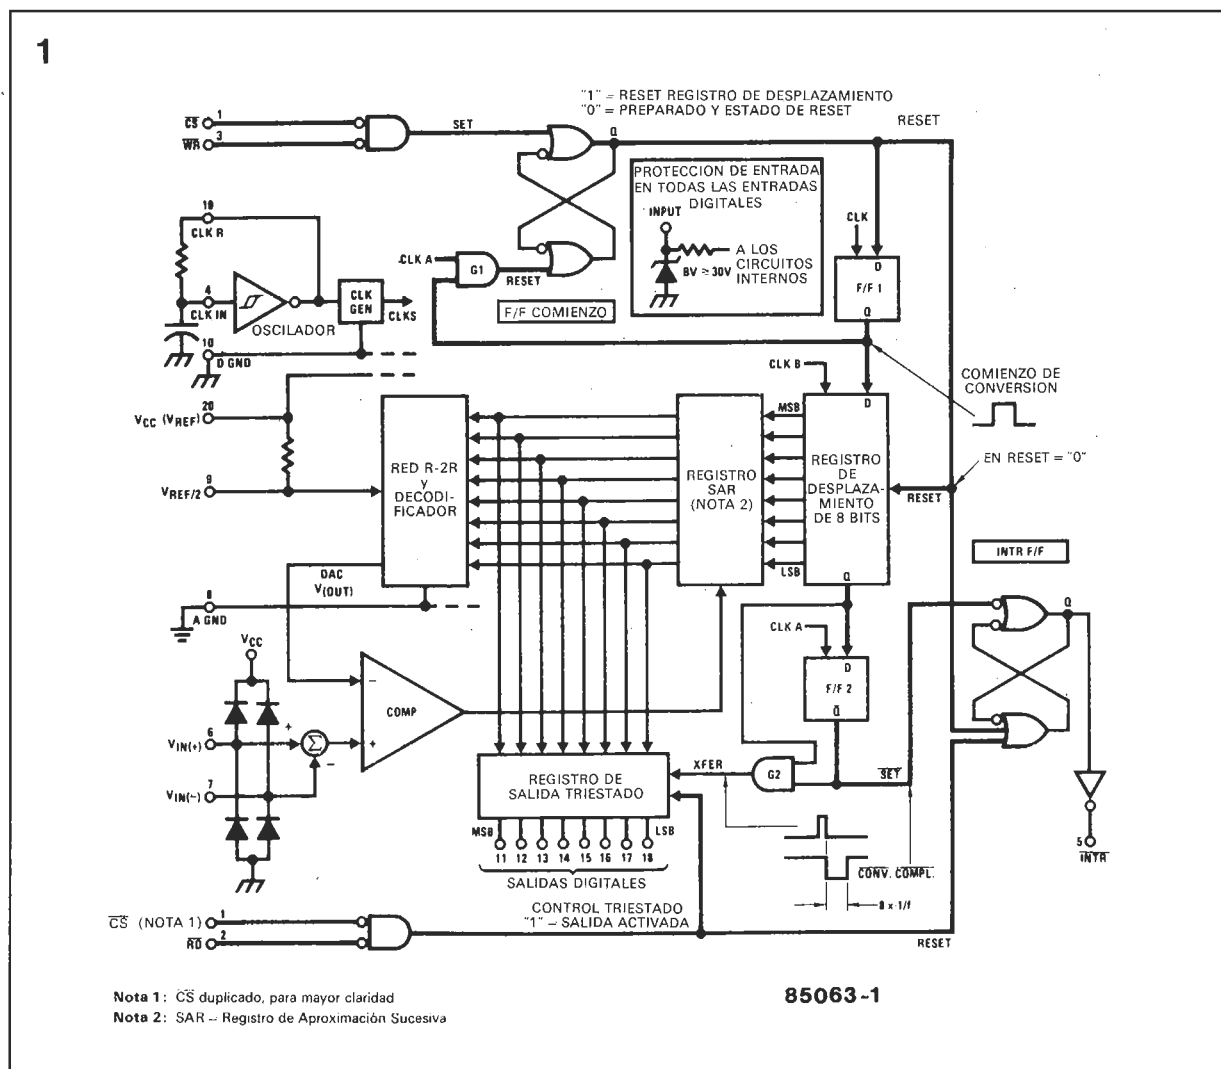 1
"1" = RESET REGISTRO DE DESPLAZAMIENTO
"0" = PREPARADO Y ESTADO DE RESET
CS
1
WR
3
SET
Q
RESET
PROTECCION DE ENTRADA
EN TODAS LAS ENTRADAS
DIGITALES
INPUT
A LOS
CIRCUITOS
INTERNOS
BV ≥ 30V
CLK
D
F/F 1
Q
19
CLK R
4
CLK IN
OSCILADOR
CLK
GEN
CLKS
CLK A
G1
RESET
F/F COMIENZO
10
D GND
COMIENZO DE
CONVERSION
CLK B
D
20
VCC (VREF)
9
VREF/2
RED R-2R
y
DECODI-
FICADOR
REGISTRO
SAR
(NOTA 2)
MSB
LSB
REGISTRO
DE
DESPLAZA-
MIENTO
DE 8 BITS
Q
RESET
EN RESET = "0"
INTR F/F
DAC
V(OUT)
8
A GND
VCC
CLK A
D
F/F 2
Q
Q
COMP
−
+
Σ
+
−
6
VIN(+)
7
VIN(−)
REGISTRO DE
SALIDA TRIESTADO
XFER
G2
SET
MSB
LSB
11 12 13 14 15 16 17 18
SALIDAS DIGITALES
CONV. COMPL.
8 x 1/f
5
INTR
CONTROL TRIESTADO
"1" = SALIDA ACTIVADA
CS (NOTA 1)
1
RD
2
RESET
Nota 1: CS duplicado, para mayor claridad
Nota 2: SAR – Registro de Aproximación Sucesiva
85063-1